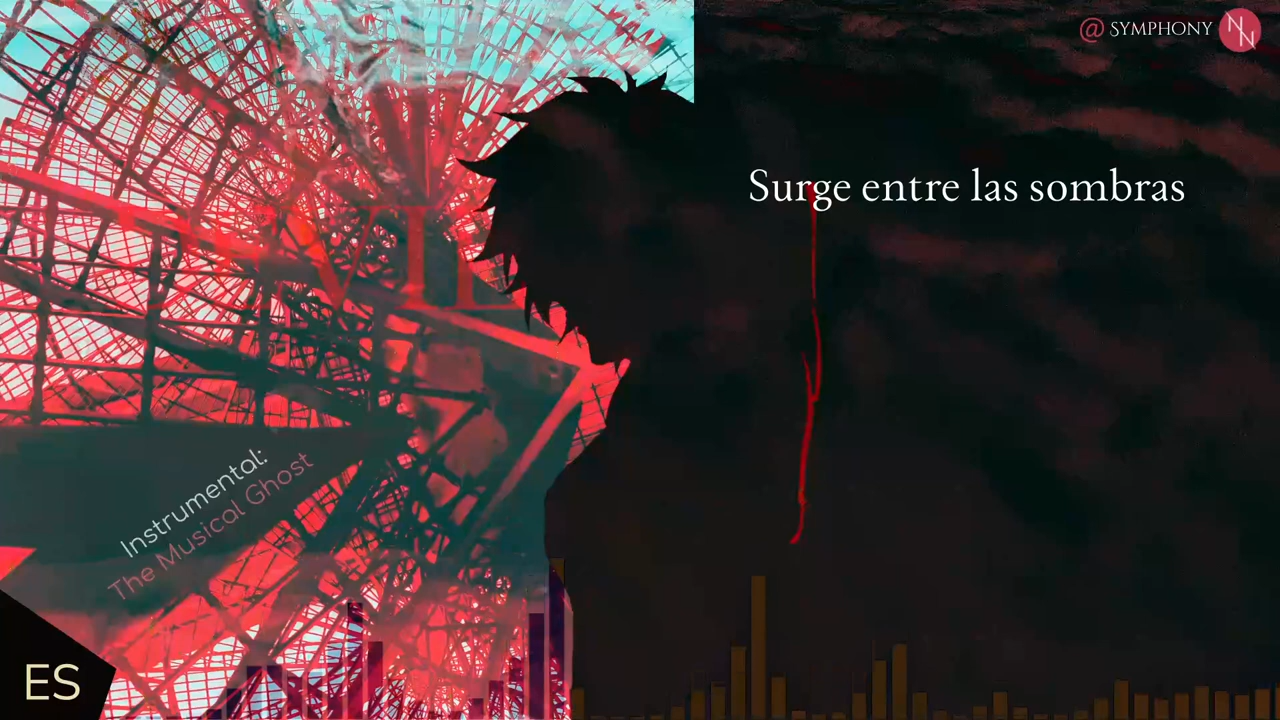 @ SYMPHONY
Surge entre las sombras
Instrumental:
The Musical Ghost
ES